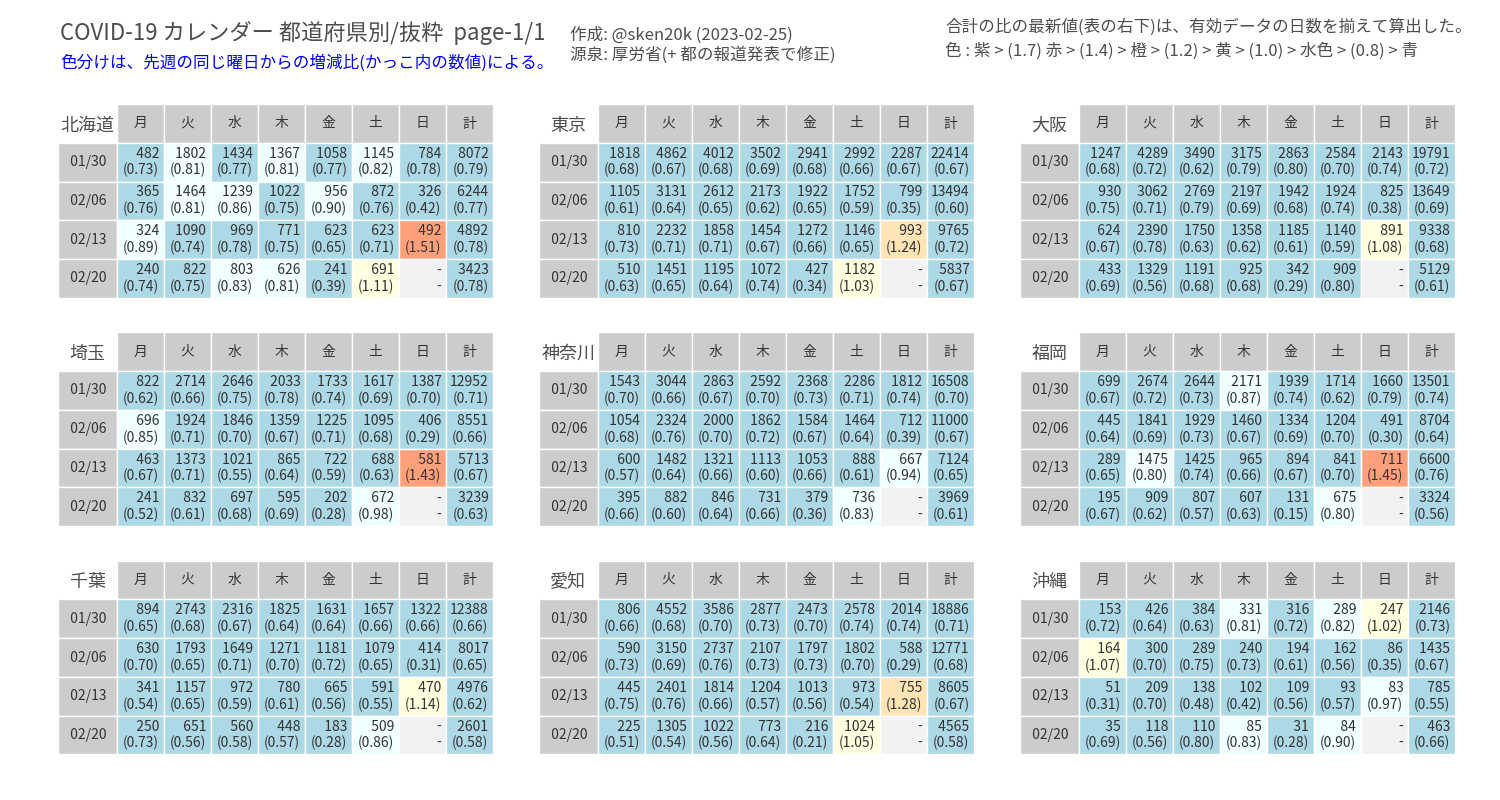 COVID-19 カレンダー 都道府県別/抜粋 page-1/1
作成: @sken20k (2023-02-25)
合計の比の最新値(表の右下)は、有効データの日数を揃えて算出した。
色分けは、先週の同じ曜日からの増減比(かっこ内の数値)による。
源泉: 厚労省(+ 都の報道発表で修正)
色 : 紫 > (1.7) 赤 > (1.4) 橙 > (1.2) > 黄 > (1.0) > 水色 > (0.8) > 青
北海道 月 火 水 木 金 土 日 計
01/30 482 1802 1434 1367 1058 1145 784 8072
(0.73) (0.81) (0.77) (0.81) (0.77) (0.82) (0.78) (0.79)
02/06 365 1464 1239 1022 956 872 326 6244
(0.76) (0.81) (0.86) (0.75) (0.90) (0.76) (0.42) (0.77)
02/13 324 1090 969 771 623 623 492 4892
(0.89) (0.74) (0.78) (0.75) (0.65) (0.71) (1.51) (0.78)
02/20 240 822 803 626 241 691 - 3423
(0.74) (0.75) (0.83) (0.81) (0.39) (1.11) - (0.78)
東京 月 火 水 木 金 土 日 計
01/30 1818 4862 4012 3502 2941 2992 2287 22414
(0.68) (0.67) (0.68) (0.69) (0.68) (0.66) (0.67) (0.67)
02/06 1105 3131 2612 2173 1922 1752 799 13494
(0.61) (0.64) (0.65) (0.62) (0.65) (0.59) (0.35) (0.60)
02/13 810 2232 1858 1454 1272 1146 993 9765
(0.73) (0.71) (0.71) (0.67) (0.66) (0.65) (1.24) (0.72)
02/20 510 1451 1195 1072 427 1182 - 5837
(0.63) (0.65) (0.64) (0.74) (0.34) (1.03) - (0.67)
大阪 月 火 水 木 金 土 日 計
01/30 1247 4289 3490 3175 2863 2584 2143 19791
(0.68) (0.72) (0.62) (0.79) (0.80) (0.70) (0.74) (0.72)
02/06 930 3062 2769 2197 1942 1924 825 13649
(0.75) (0.71) (0.79) (0.69) (0.68) (0.74) (0.38) (0.69)
02/13 624 2390 1750 1358 1185 1140 891 9338
(0.67) (0.78) (0.63) (0.62) (0.61) (0.59) (1.08) (0.68)
02/20 433 1329 1191 925 342 909 - 5129
(0.69) (0.56) (0.68) (0.68) (0.29) (0.80) - (0.61)
埼玉 月 火 水 木 金 土 日 計
01/30 822 2714 2646 2033 1733 1617 1387 12952
(0.62) (0.66) (0.75) (0.78) (0.74) (0.69) (0.70) (0.71)
02/06 696 1924 1846 1359 1225 1095 406 8551
(0.85) (0.71) (0.70) (0.67) (0.71) (0.68) (0.29) (0.66)
02/13 463 1373 1021 865 722 688 581 5713
(0.67) (0.71) (0.55) (0.64) (0.59) (0.63) (1.43) (0.67)
02/20 241 832 697 595 202 672 - 3239
(0.52) (0.61) (0.68) (0.69) (0.28) (0.98) - (0.63)
神奈川 月 火 水 木 金 土 日 計
01/30 1543 3044 2863 2592 2368 2286 1812 16508
(0.70) (0.66) (0.67) (0.70) (0.73) (0.71) (0.74) (0.70)
02/06 1054 2324 2000 1862 1584 1464 712 11000
(0.68) (0.76) (0.70) (0.72) (0.67) (0.64) (0.39) (0.67)
02/13 600 1482 1321 1113 1053 888 667 7124
(0.57) (0.64) (0.66) (0.60) (0.66) (0.61) (0.94) (0.65)
02/20 395 882 846 731 379 736 - 3969
(0.66) (0.60) (0.64) (0.66) (0.36) (0.83) - (0.61)
福岡 月 火 水 木 金 土 日 計
01/30 699 2674 2644 2171 1939 1714 1660 13501
(0.67) (0.72) (0.73) (0.87) (0.74) (0.62) (0.79) (0.74)
02/06 445 1841 1929 1460 1334 1204 491 8704
(0.64) (0.69) (0.73) (0.67) (0.69) (0.70) (0.30) (0.64)
02/13 289 1475 1425 965 894 841 711 6600
(0.65) (0.80) (0.74) (0.66) (0.67) (0.70) (1.45) (0.76)
02/20 195 909 807 607 131 675 - 3324
(0.67) (0.62) (0.57) (0.63) (0.15) (0.80) - (0.56)
千葉 月 火 水 木 金 土 日 計
01/30 894 2743 2316 1825 1631 1657 1322 12388
(0.65) (0.68) (0.67) (0.64) (0.64) (0.66) (0.66) (0.66)
02/06 630 1793 1649 1271 1181 1079 414 8017
(0.70) (0.65) (0.71) (0.70) (0.72) (0.65) (0.31) (0.65)
02/13 341 1157 972 780 665 591 470 4976
(0.54) (0.65) (0.59) (0.61) (0.56) (0.55) (1.14) (0.62)
02/20 250 651 560 448 183 509 - 2601
(0.73) (0.56) (0.58) (0.57) (0.28) (0.86) - (0.58)
愛知 月 火 水 木 金 土 日 計
01/30 806 4552 3586 2877 2473 2578 2014 18886
(0.66) (0.68) (0.70) (0.73) (0.70) (0.74) (0.74) (0.71)
02/06 590 3150 2737 2107 1797 1802 588 12771
(0.73) (0.69) (0.76) (0.73) (0.73) (0.70) (0.29) (0.68)
02/13 445 2401 1814 1204 1013 973 755 8605
(0.75) (0.76) (0.66) (0.57) (0.56) (0.54) (1.28) (0.67)
02/20 225 1305 1022 773 216 1024 - 4565
(0.51) (0.54) (0.56) (0.64) (0.21) (1.05) - (0.58)
沖縄 月 火 水 木 金 土 日 計
01/30 153 426 384 331 316 289 247 2146
(0.72) (0.64) (0.63) (0.81) (0.72) (0.82) (1.02) (0.73)
02/06 164 300 289 240 194 162 86 1435
(1.07) (0.70) (0.75) (0.73) (0.61) (0.56) (0.35) (0.67)
02/13 51 209 138 102 109 93 83 785
(0.31) (0.70) (0.48) (0.42) (0.56) (0.57) (0.97) (0.55)
02/20 35 118 110 85 31 84 - 463
(0.69) (0.56) (0.80) (0.83) (0.28) (0.90) - (0.66)